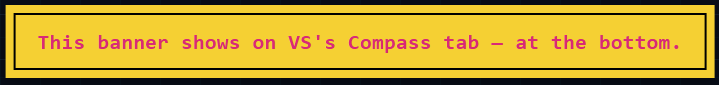 This banner shows on VS's Compass tab — at the bottom.